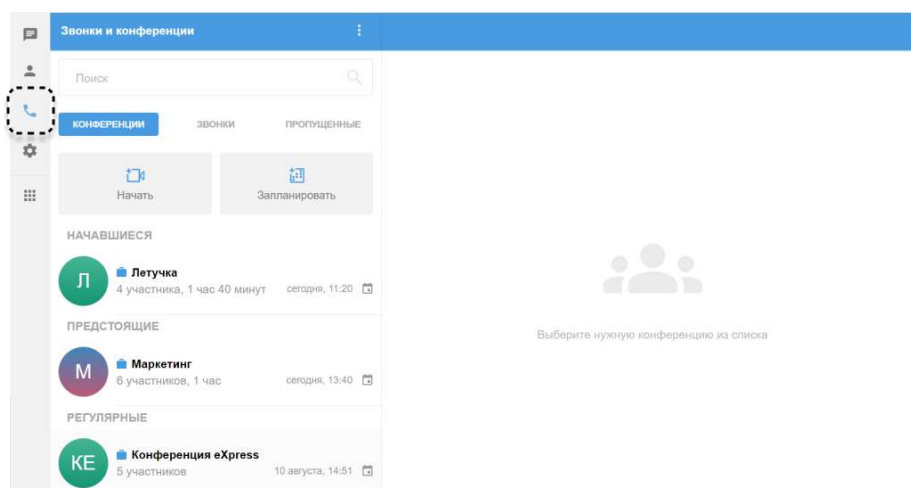 Звонки и конференции
Поиск
КОНФЕРЕНЦИИ ЗВОНКИ ПРОПУЩЕННЫЕ
Начать Запланировать
НАЧАВШИЕСЯ
Л Летучка
4 участника, 1 час 40 минут сегодня, 11:20
ПРЕДСТОЯЩИЕ
М Маркетинг
6 участников, 1 час сегодня, 13:40
Выберите нужную конференцию из списка
РЕГУЛЯРНЫЕ
КЕ Конференция eXpress
5 участников 10 августа, 14:51